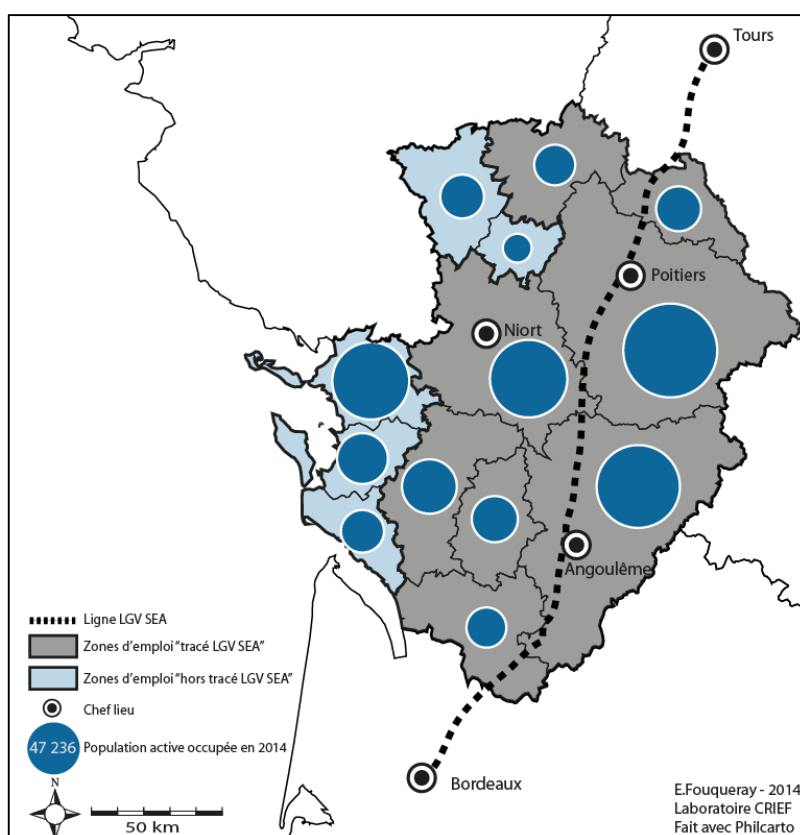 Tours
Poitiers
Niort
Angoulême
Ligne LGV SEA
Zones d'emploi "tracé LGV SEA"
Zones d'emploi "hors tracé LGV SEA"
Chef lieu
47 236
Population active occupée en 2014
Bordeaux
N
50 km
E.Fouqueray - 2014
Laboratoire CRIEF
Fait avec Philcarto